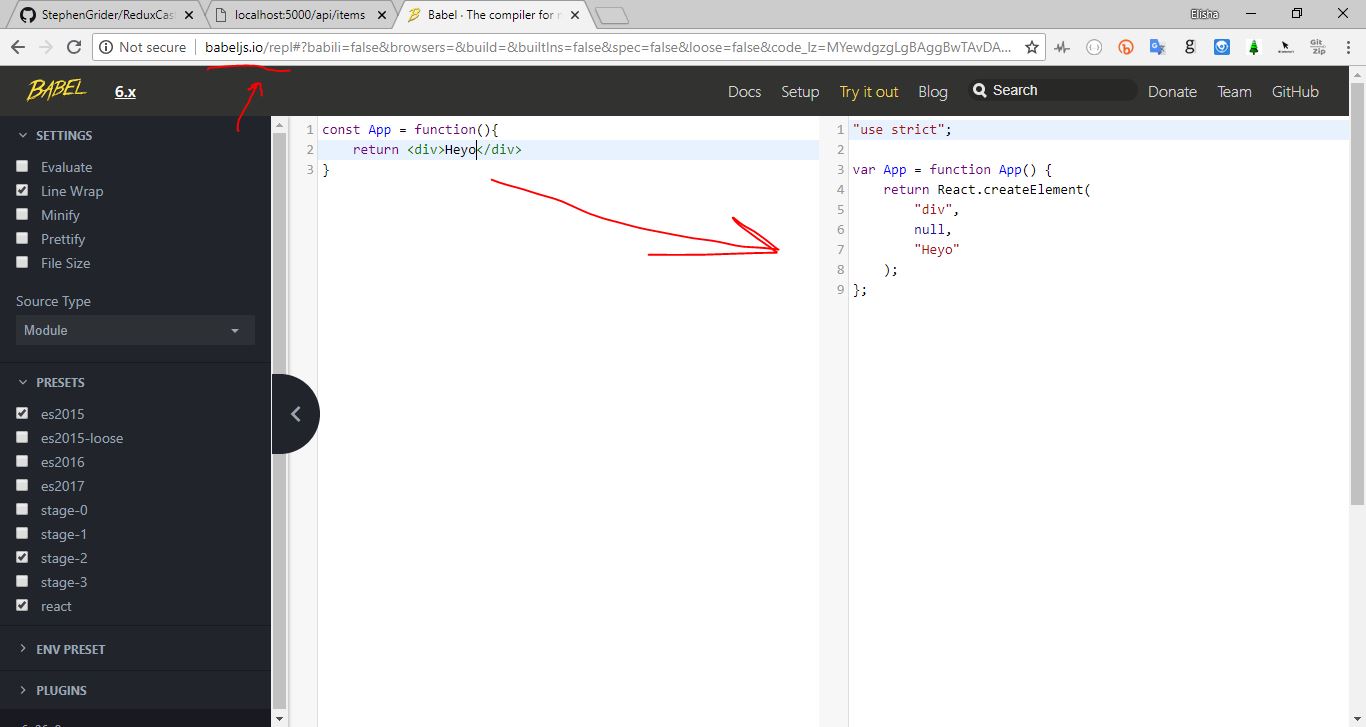 StephenGrider/ReduxCas
localhost:5000/api/items
Babel · The compiler for
Elisha
Not secure | babeljs.io/repl#?babili=false&browsers=&build=&builtIns=false&spec=false&loose=false&code_lz=MYewdgzgLgBAggBwTAvDA...
Git Zip
BABEL 6.x Docs Setup Try it out Blog Search Donate Team GitHub
SETTINGS
Evaluate
Line Wrap
Minify
Prettify
File Size
Source Type
Module
PRESETS
es2015
es2015-loose
es2016
es2017
stage-0
stage-1
stage-2
stage-3
react
ENV PRESET
PLUGINS
1 const App = function(){
2     return <div>Heyo</div>
3 }
1 "use strict";
2
3 var App = function App() {
4     return React.createElement(
5         "div",
6         null,
7         "Heyo"
8     );
9 };